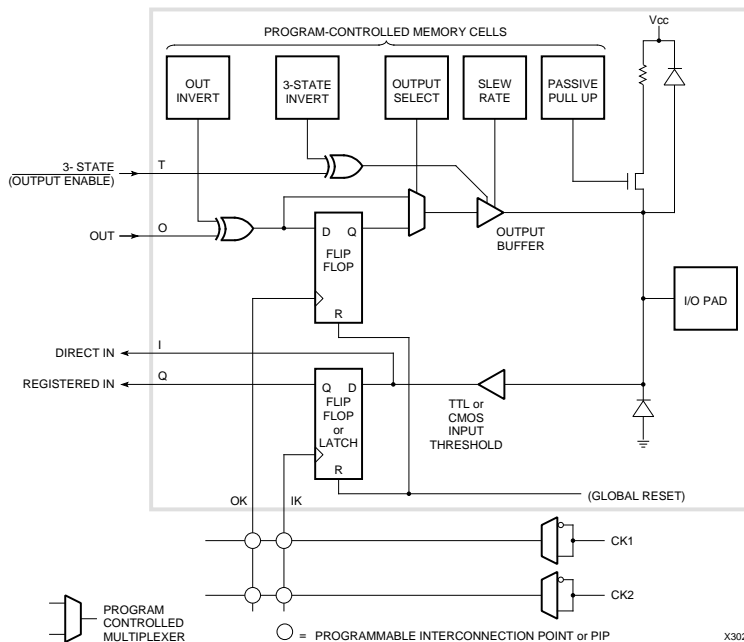 Vcc
PROGRAM-CONTROLLED MEMORY CELLS
OUT
INVERT
3-STATE
INVERT
OUTPUT
SELECT
SLEW
RATE
PASSIVE
PULL UP
3- STATE
(OUTPUT ENABLE)
T
OUT
O
D Q
FLIP
FLOP
R
OUTPUT
BUFFER
I/O PAD
DIRECT IN
I
REGISTERED IN
Q
Q D
FLIP
FLOP
or
LATCH
R
TTL or
CMOS
INPUT
THRESHOLD
OK
IK
(GLOBAL RESET)
CK1
CK2
PROGRAM
CONTROLLED
MULTIPLEXER
= PROGRAMMABLE INTERCONNECTION POINT or PIP
X302